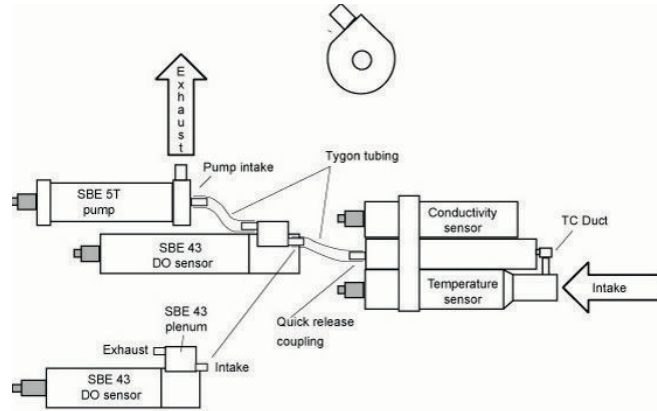 Exhaust
Pump intake
Tygon tubing
SBE 5T
pump
SBE 43
DO sensor
Conductivity
sensor
TC Duct
Temperature
sensor
Intake
Quick release
coupling
SBE 43
plenum
Exhaust
Intake
SBE 43
DO sensor